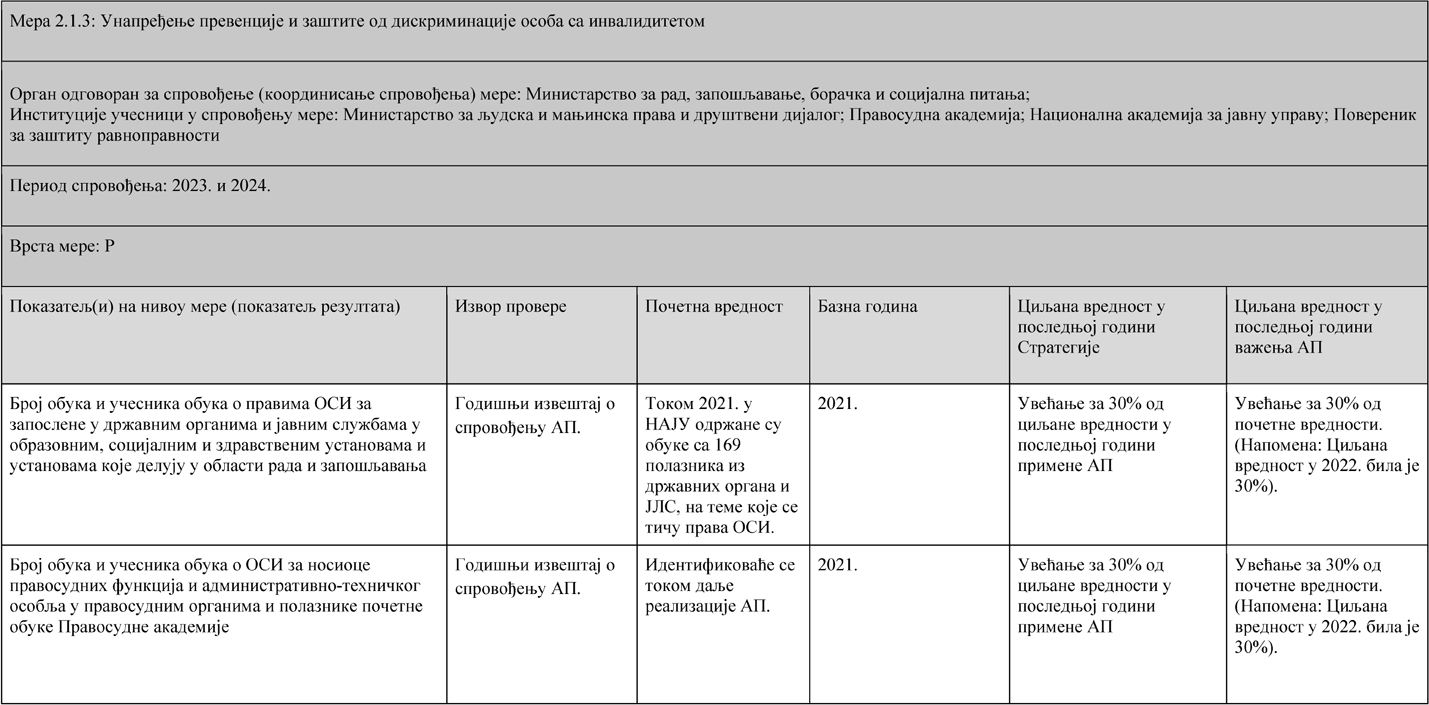 Мера 2.1.3: Унапређење превенције и заштите од дискриминације особа са инвалидитетом
Орган одговоран за спровођење (координисање спровођења) мере: Министарство за рад, запошљавање, борачка и социјална питања;
Институције учесници у спровођењу мере: Министарство за људска и мањинска права и друштвени дијалог; Правосудна академија; Национална академија за јавну управу; Повереник
за заштиту равноправности
Период спровођења: 2023. и 2024.
Врста мере: Р
Показатељ(и) на нивоу мере (показатељ резултата)
Извор провере
Почетна вредност
Базна година
Циљана вредност у
последњој години
Стратегије
Циљана вредност у
последњој години
важења АП
Број обука и учесника обука о правима ОСИ за
запослене у државним органима и јавним службама у
образовним, социјалним и здравственим установама и
установама које делују у области рада и запошљавања
Годишњи извештај о
спровођењу АП.
Током 2021. у
НАЈУ одржане су
обуке са 169
полазника из
државних органа и
ЈЛС, на теме које се
тичу права ОСИ.
2021.
Увећање за 30% од
циљане вредности у
последњој години
примене АП
Увећање за 30% од
почетне вредности.
(Напомена: Циљана
вредност у 2022. била је
30%).
Број обука и учесника обука о ОСИ за носиоце
правосудних функција и административно-техничког
особља у правосудним органима и полазнике почетне
обуке Правосудне академије
Годишњи извештај о
спровођењу АП.
Идентификоваће се
током даље
реализације АП.
2021.
Увећање за 30% од
циљане вредности у
последњој години
примене АП
Увећање за 30% од
почетне вредности.
(Напомена: Циљана
вредност у 2022. била је
30%).